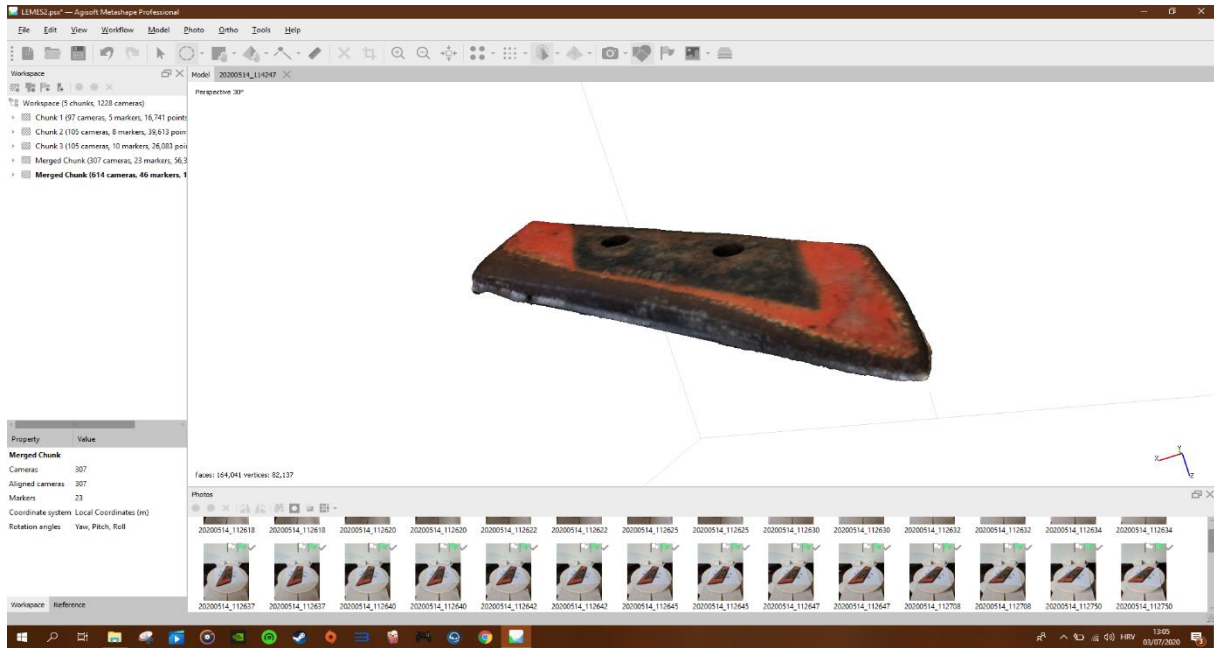 LEMES2.psx* — Agisoft Metashape Professional
File Edit View Workflow Model Photo Ortho Tools Help
Workspace
Model 20200514_114247
Perspective 30°
Workspace (5 chunks, 1228 cameras)
Chunk 1 (97 cameras, 5 markers, 16,741 points
Chunk 2 (105 cameras, 8 markers, 39,613 poin
Chunk 3 (105 cameras, 10 markers, 26,083 poi
Merged Chunk (307 cameras, 23 markers, 56,3
Merged Chunk (614 cameras, 46 markers, 1
Property Value
Merged Chunk
Cameras 307
Aligned cameras 307
Markers 23
Coordinate system Local Coordinates (m)
Rotation angles Yaw, Pitch, Roll
faces: 164,041 vertices: 82,137
X Y Z
Photos
20200514_112618 20200514_112618 20200514_112620 20200514_112620 20200514_112622 20200514_112622 20200514_112625 20200514_112625 20200514_112630 20200514_112630 20200514_112632 20200514_112632 20200514_112634 20200514_112634
20200514_112637 20200514_112637 20200514_112640 20200514_112640 20200514_112642 20200514_112642 20200514_112645 20200514_112645 20200514_112647 20200514_112647 20200514_112708 20200514_112708 20200514_112750 20200514_112750
Workspace Reference
HRV
13:05
03/07/2020